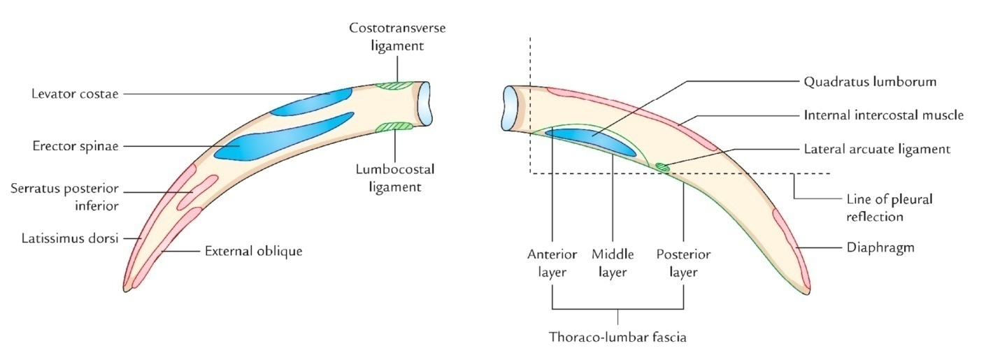 Costotransverse
ligament
Levator costae
Erector spinae
Lumbocostal
ligament
Serratus posterior
inferior
Latissimus dorsi
External oblique
Quadratus lumborum
Internal intercostal muscle
Lateral arcuate ligament
Line of pleural
reflection
Diaphragm
Anterior
layer
Middle
layer
Posterior
layer
Thoraco-lumbar fascia